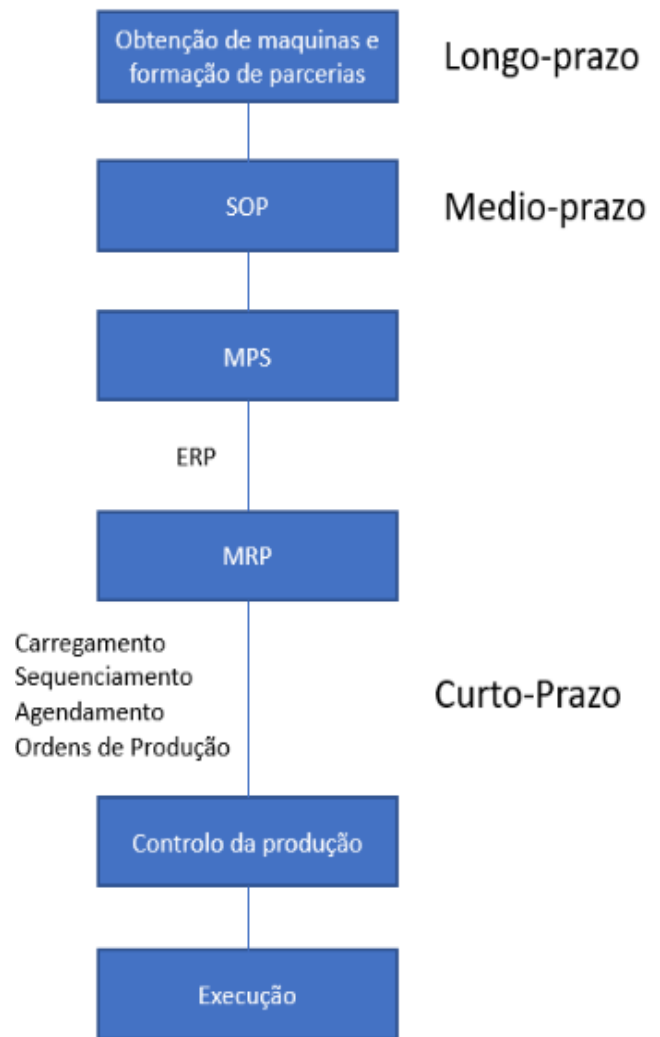 Obtenção de maquinas e
formação de parcerias
Longo-prazo
SOP
Medio-prazo
MPS
ERP
MRP
Carregamento
Sequenciamento
Agendamento
Ordens de Produção
Curto-Prazo
Controlo da produção
Execução